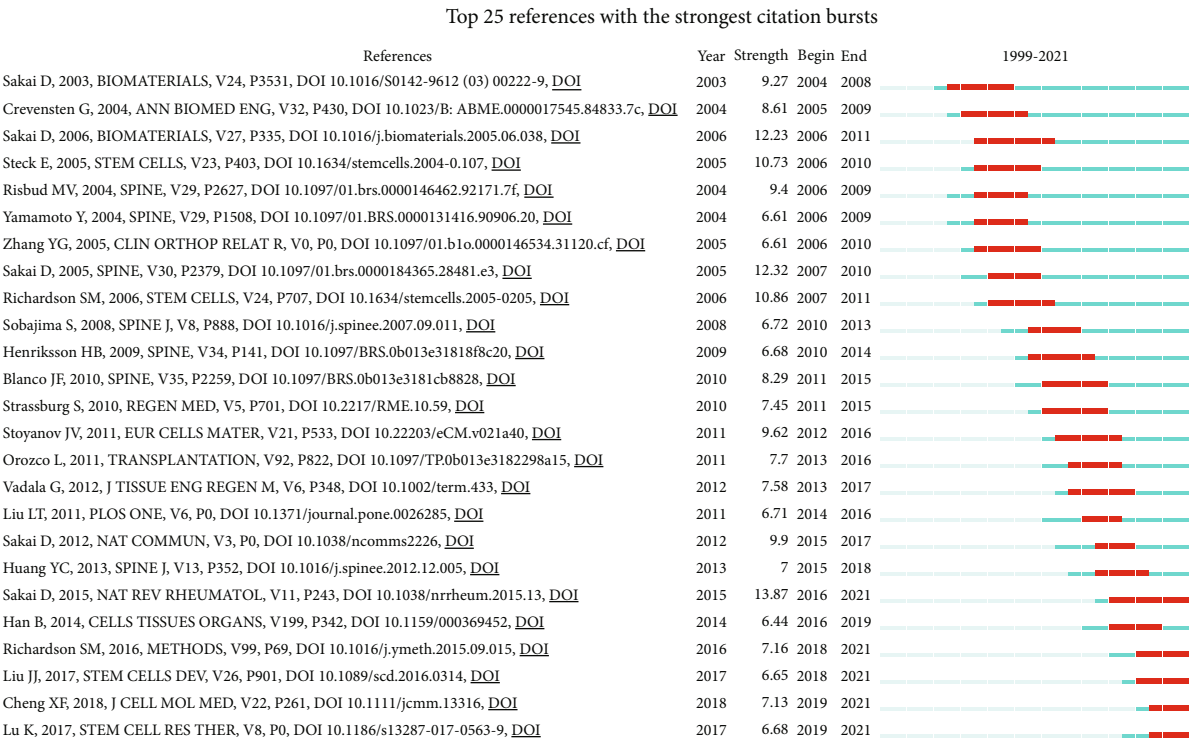 Top 25 references with the strongest citation bursts
References Year Strength Begin End 1999-2021
Sakai D, 2003, BIOMATERIALS, V24, P3531, DOI 10.1016/S0142-9612 (03) 00222-9, DOI 2003 9.27 2004 2008
Crevensten G, 2004, ANN BIOMED ENG, V32, P430, DOI 10.1023/B: ABME.0000017545.84833.7c, DOI 2004 8.61 2005 2009
Sakai D, 2006, BIOMATERIALS, V27, P335, DOI 10.1016/j.biomaterials.2005.06.038, DOI 2006 12.23 2006 2011
Steck E, 2005, STEM CELLS, V23, P403, DOI 10.1634/stemcells.2004-0.107, DOI 2005 10.73 2006 2010
Risbud MV, 2004, SPINE, V29, P2627, DOI 10.1097/01.brs.0000146462.92171.7f, DOI 2004 9.4 2006 2009
Yamamoto Y, 2004, SPINE, V29, P1508, DOI 10.1097/01.BRS.0000131416.90906.20, DOI 2004 6.61 2006 2009
Zhang YG, 2005, CLIN ORTHOP RELAT R, V0, P0, DOI 10.1097/01.b1o.0000146534.31120.cf, DOI 2005 6.61 2006 2010
Sakai D, 2005, SPINE, V30, P2379, DOI 10.1097/01.brs.0000184365.28481.e3, DOI 2005 12.32 2007 2010
Richardson SM, 2006, STEM CELLS, V24, P707, DOI 10.1634/stemcells.2005-0205, DOI 2006 10.86 2007 2011
Sobajima S, 2008, SPINE J, V8, P888, DOI 10.1016/j.spinee.2007.09.011, DOI 2008 6.72 2010 2013
Henriksson HB, 2009, SPINE, V34, P141, DOI 10.1097/BRS.0b013e31818f8c20, DOI 2009 6.68 2010 2014
Blanco JF, 2010, SPINE, V35, P2259, DOI 10.1097/BRS.0b013e3181cb8828, DOI 2010 8.29 2011 2015
Strassburg S, 2010, REGEN MED, V5, P701, DOI 10.2217/RME.10.59, DOI 2010 7.45 2011 2015
Stoyanov JV, 2011, EUR CELLS MATER, V21, P533, DOI 10.22203/eCM.v021a40, DOI 2011 9.62 2012 2016
Orozco L, 2011, TRANSPLANTATION, V92, P822, DOI 10.1097/TP.0b013e3182298a15, DOI 2011 7.7 2013 2016
Vadala G, 2012, J TISSUE ENG REGEN M, V6, P348, DOI 10.1002/term.433, DOI 2012 7.58 2013 2017
Liu LT, 2011, PLOS ONE, V6, P0, DOI 10.1371/journal.pone.0026285, DOI 2011 6.71 2014 2016
Sakai D, 2012, NAT COMMUN, V3, P0, DOI 10.1038/ncomms2226, DOI 2012 9.9 2015 2017
Huang YC, 2013, SPINE J, V13, P352, DOI 10.1016/j.spinee.2012.12.005, DOI 2013 7 2015 2018
Sakai D, 2015, NAT REV RHEUMATOL, V11, P243, DOI 10.1038/nrrheum.2015.13, DOI 2015 13.87 2016 2021
Han B, 2014, CELLS TISSUES ORGANS, V199, P342, DOI 10.1159/000369452, DOI 2014 6.44 2016 2019
Richardson SM, 2016, METHODS, V99, P69, DOI 10.1016/j.ymeth.2015.09.015, DOI 2016 7.16 2018 2021
Liu JJ, 2017, STEM CELLS DEV, V26, P901, DOI 10.1089/scd.2016.0314, DOI 2017 6.65 2018 2021
Cheng XF, 2018, J CELL MOL MED, V22, P261, DOI 10.1111/jcmm.13316, DOI 2018 7.13 2019 2021
Lu K, 2017, STEM CELL RES THER, V8, P0, DOI 10.1186/s13287-017-0563-9, DOI 2017 6.68 2019 2021